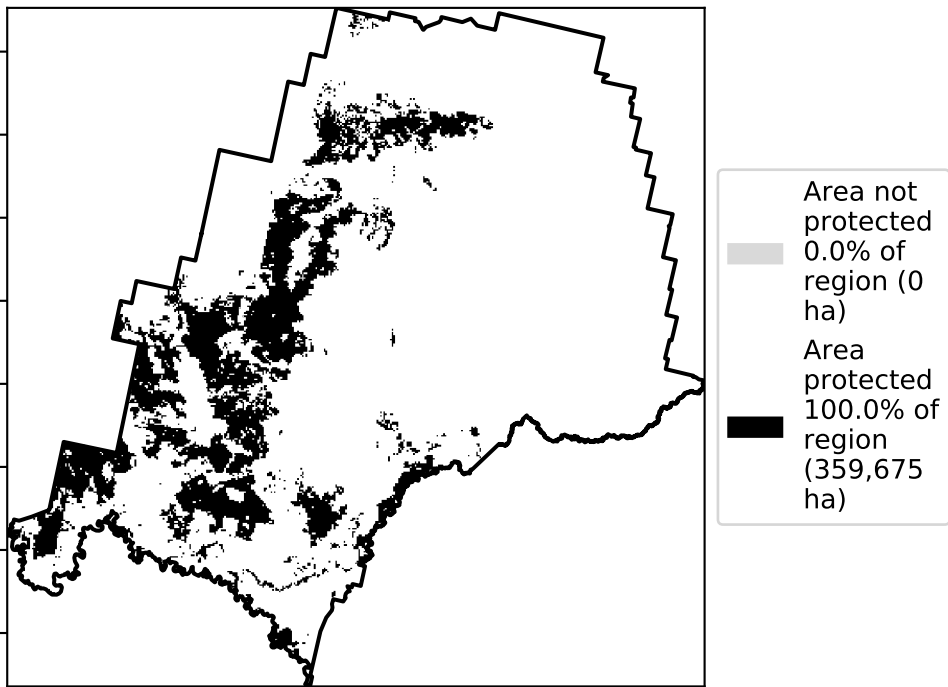 Area not
protected
0.0% of
region (0
ha)
Area
protected
100.0% of
region
(359,675
ha)